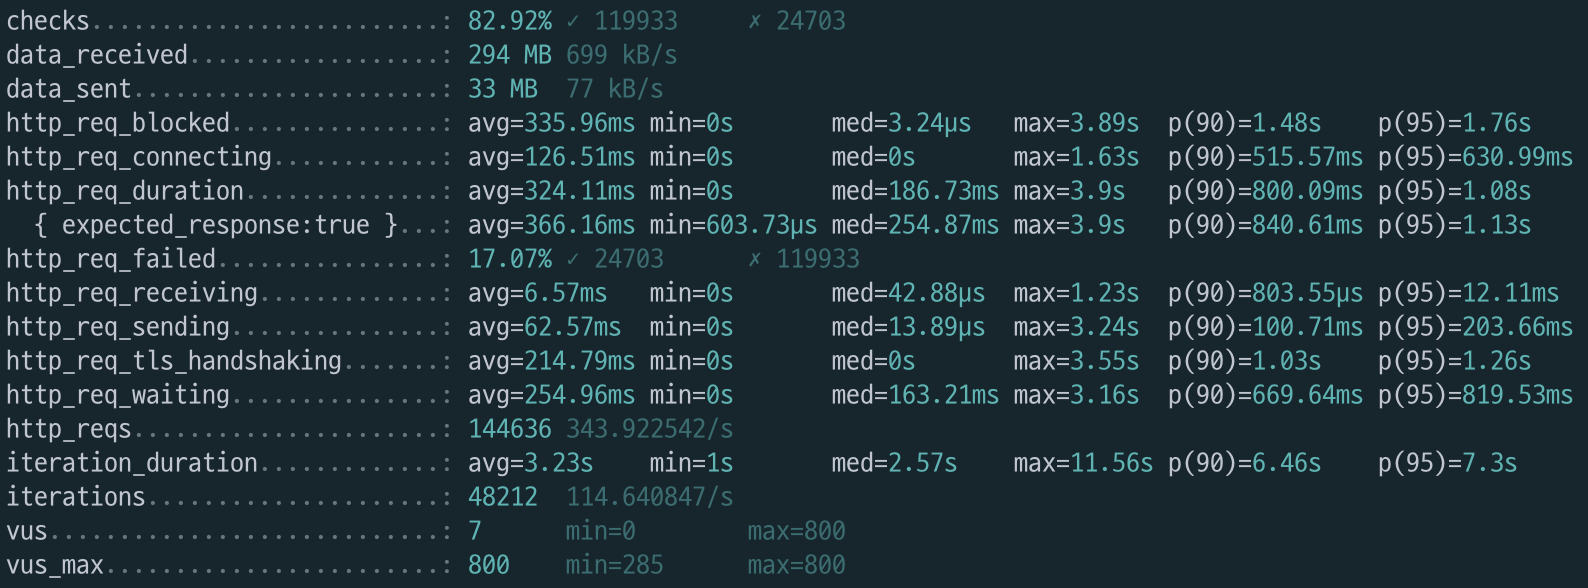 checks.........................: 82.92% ✓ 119933     ✗ 24703
data_received..................: 294 MB 699 kB/s
data_sent......................: 33 MB  77 kB/s
http_req_blocked...............: avg=335.96ms min=0s       med=3.24µs   max=3.89s  p(90)=1.48s    p(95)=1.76s
http_req_connecting............: avg=126.51ms min=0s       med=0s       max=1.63s  p(90)=515.57ms p(95)=630.99ms
http_req_duration..............: avg=324.11ms min=0s       med=186.73ms max=3.9s   p(90)=800.09ms p(95)=1.08s
  { expected_response:true }...: avg=366.16ms min=603.73µs med=254.87ms max=3.9s   p(90)=840.61ms p(95)=1.13s
http_req_failed................: 17.07% ✓ 24703      ✗ 119933
http_req_receiving.............: avg=6.57ms   min=0s       med=42.88µs  max=1.23s  p(90)=803.55µs p(95)=12.11ms
http_req_sending...............: avg=62.57ms  min=0s       med=13.89µs  max=3.24s  p(90)=100.71ms p(95)=203.66ms
http_req_tls_handshaking.......: avg=214.79ms min=0s       med=0s       max=3.55s  p(90)=1.03s    p(95)=1.26s
http_req_waiting...............: avg=254.96ms min=0s       med=163.21ms max=3.16s  p(90)=669.64ms p(95)=819.53ms
http_reqs......................: 144636 343.922542/s
iteration_duration.............: avg=3.23s    min=1s       med=2.57s    max=11.56s p(90)=6.46s    p(95)=7.3s
iterations.....................: 48212  114.640847/s
vus............................: 7      min=0        max=800
vus_max........................: 800    min=285      max=800